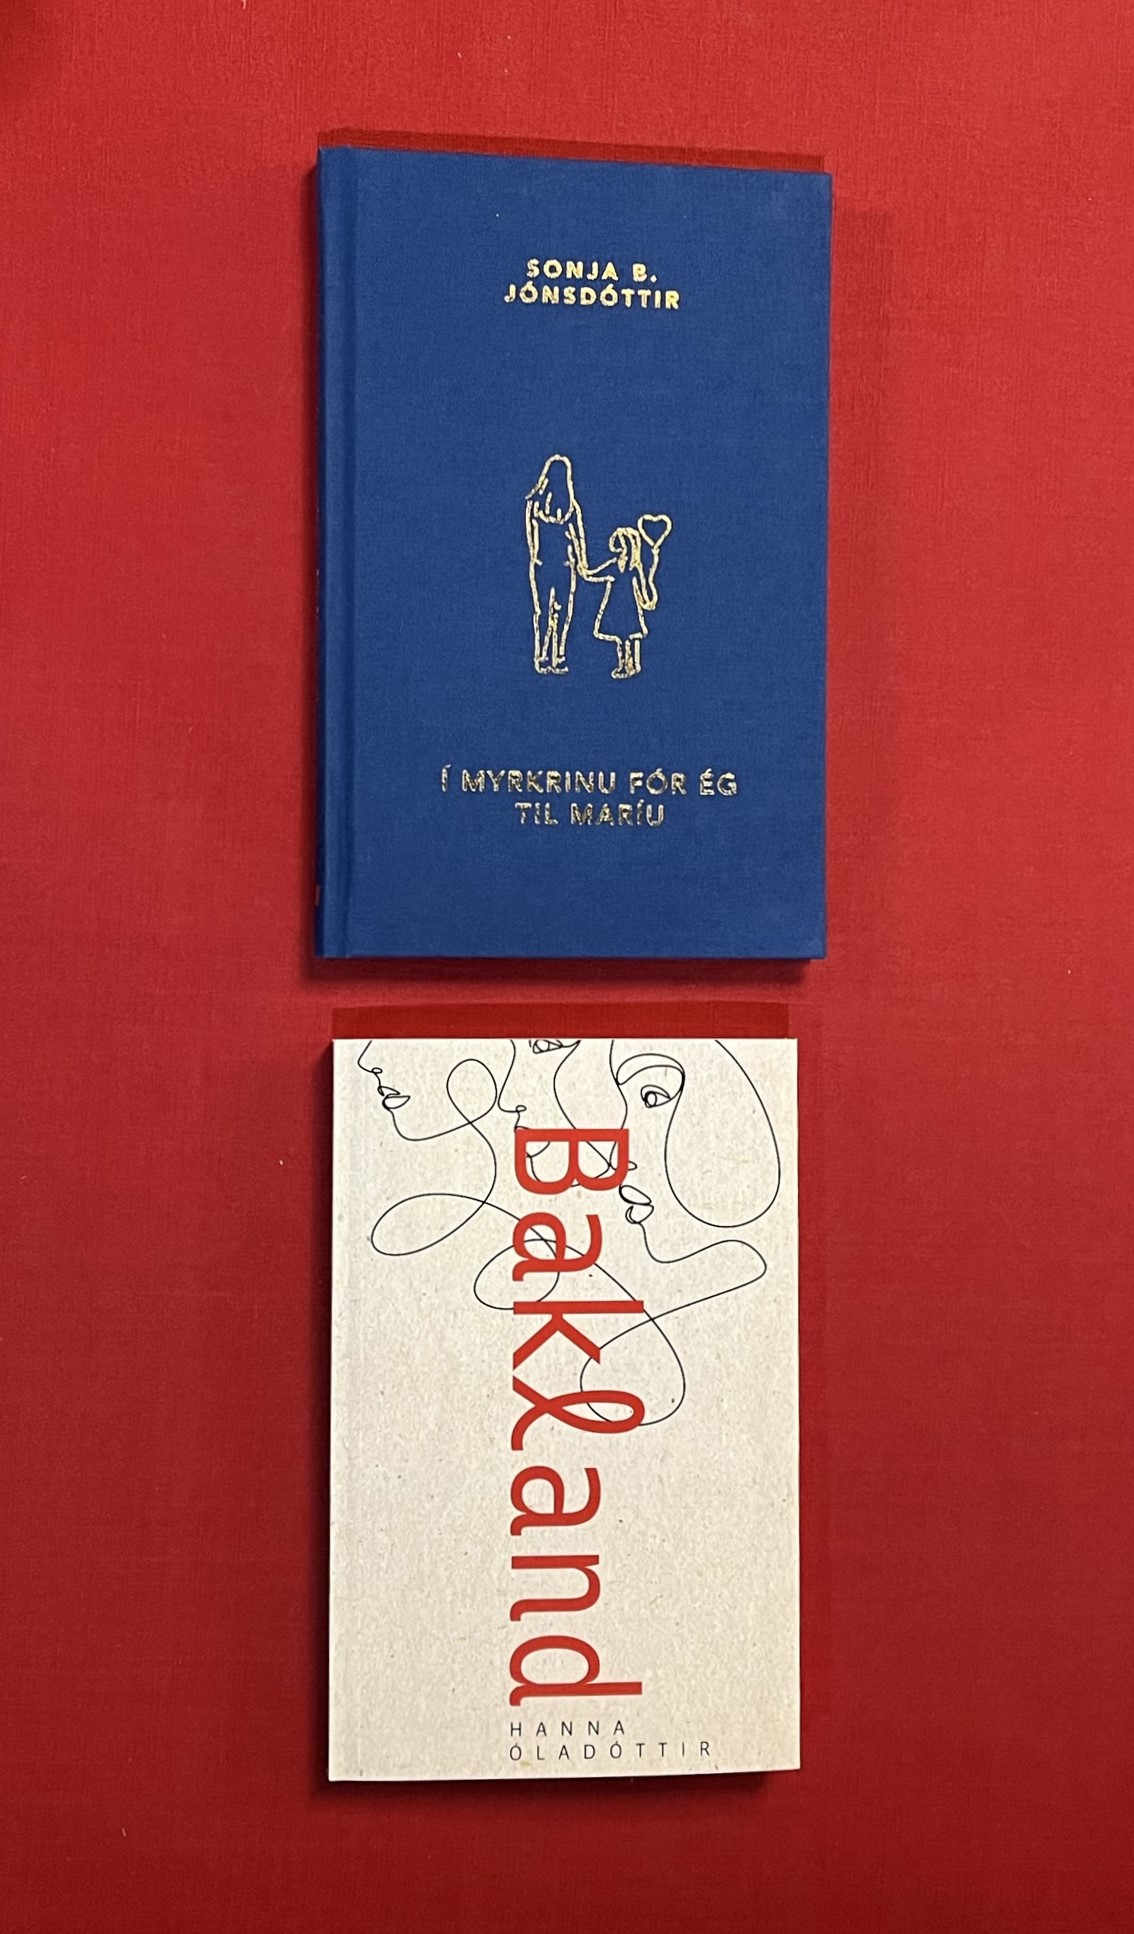 SONJA B.
JÓNSDÓTTIR
Í MYRKRINU FÓR ÉG
TIL MARÍU
Bakland
HANNA
ÓLADÓTTIR